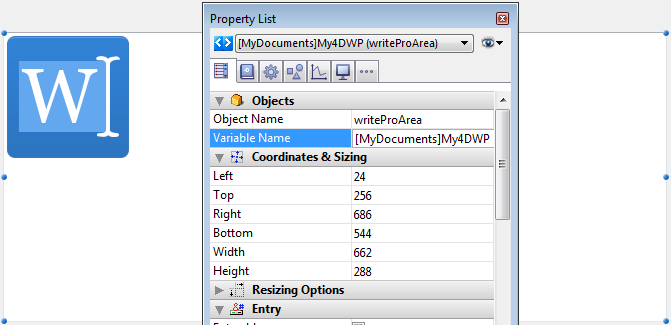 W
Property List
[MyDocuments]My4DWP (writeProArea)
Objects
Object Name writeProArea
Variable Name [MyDocuments]My4DWP
Coordinates & Sizing
Left 24
Top 256
Right 686
Bottom 544
Width 662
Height 288
Resizing Options
Entry